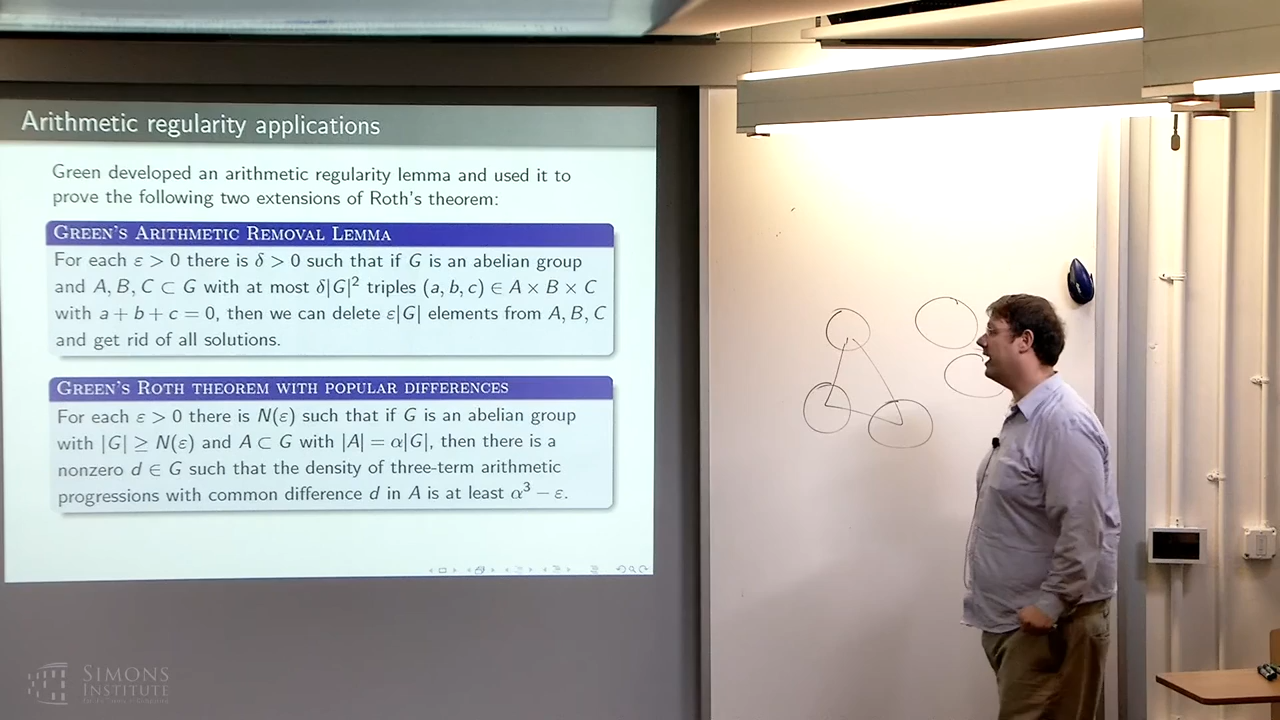 Arithmetic regularity applications
Green developed an arithmetic regularity lemma and used it to
prove the following two extensions of Roth's theorem:
Green's Arithmetic Removal Lemma
For each ε > 0 there is δ > 0 such that if G is an abelian group
and A, B, C ⊂ G with at most δ|G|² triples (a, b, c) ∈ A × B × C
with a + b + c = 0, then we can delete ε|G| elements from A, B, C
and get rid of all solutions.
Green's Roth theorem with popular differences
For each ε > 0 there is N(ε) such that if G is an abelian group
with |G| ≥ N(ε) and A ⊂ G with |A| = α|G|, then there is a
nonzero d ∈ G such that the density of three-term arithmetic
progressions with common difference d in A is at least α³ − ε.
Simons
Institute